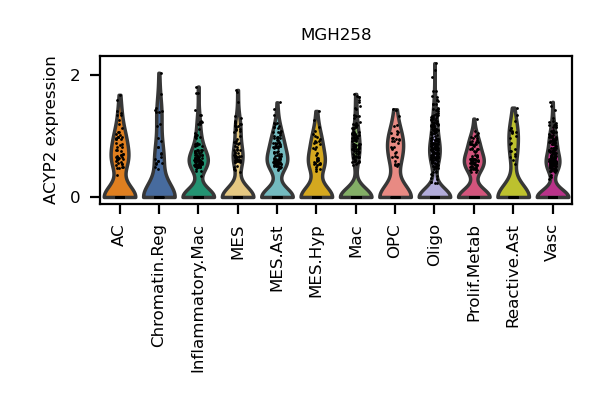 MGH258
ACYP2 expression
2
0
AC
Chromatin.Reg
Inflammatory.Mac
MES
MES.Ast
MES.Hyp
Mac
OPC
Oligo
Prolif.Metab
Reactive.Ast
Vasc